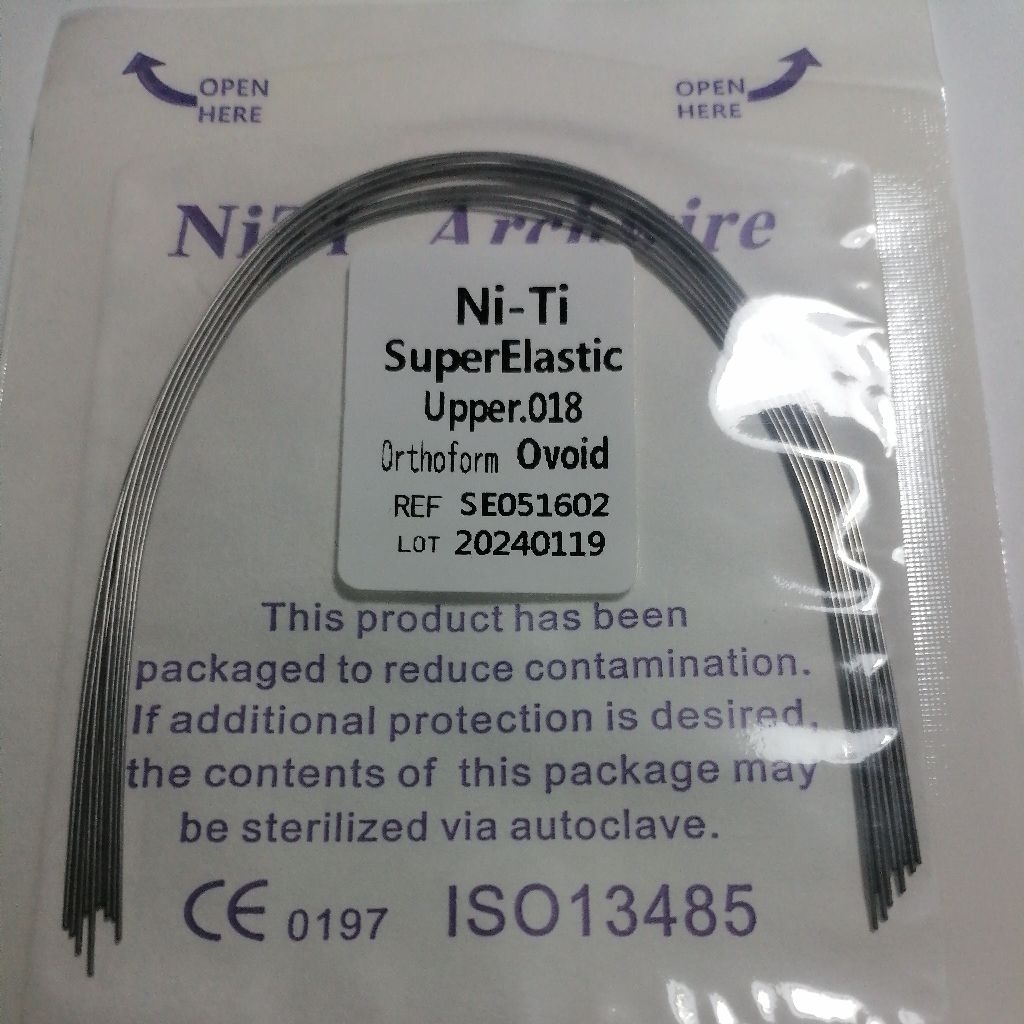 OPEN HERE
OPEN HERE
NiTi Archwire
Ni-Ti
SuperElastic
Upper.018
Orthoform Ovoid
REF SE051602
LOT 20240119
This product has been
packaged to reduce contamination.
If additional protection is desired,
the contents of this package may
be sterilized via autoclave.
CE 0197 ISO13485